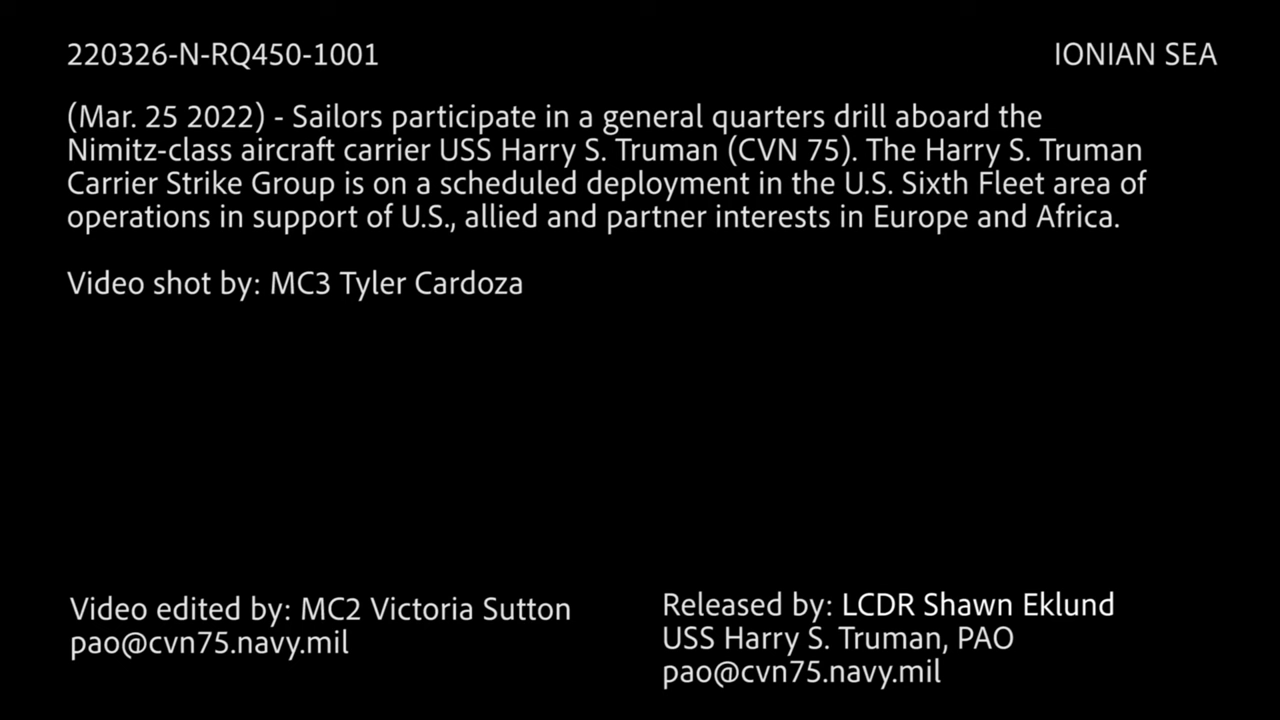 220326-N-RQ450-1001
IONIAN SEA
(Mar. 25 2022) - Sailors participate in a general quarters drill aboard the
Nimitz-class aircraft carrier USS Harry S. Truman (CVN 75). The Harry S. Truman
Carrier Strike Group is on a scheduled deployment in the U.S. Sixth Fleet area of
operations in support of U.S., allied and partner interests in Europe and Africa.
Video shot by: MC3 Tyler Cardoza
Video edited by: MC2 Victoria Sutton
pao@cvn75.navy.mil
Released by: LCDR Shawn Eklund
USS Harry S. Truman, PAO
pao@cvn75.navy.mil